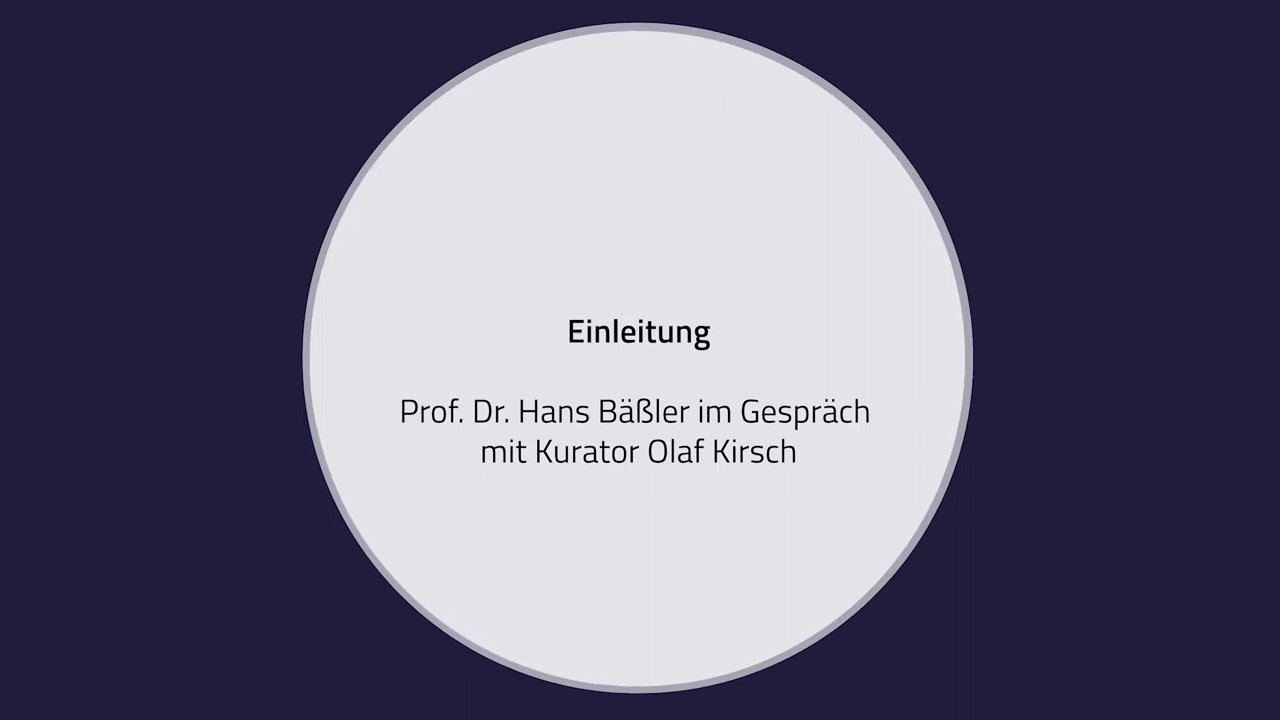 Einleitung
Prof. Dr. Hans Bäßler im Gespräch
mit Kurator Olaf Kirsch